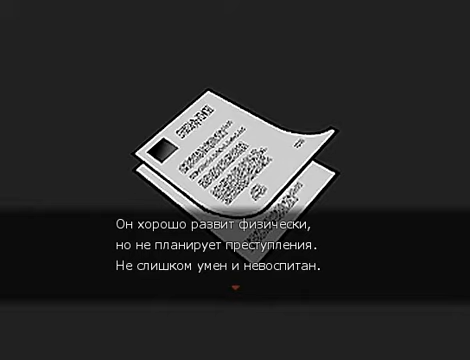 Он хорошо развит физически,
но не планирует преступления.
Не слишком умен и невоспитан.